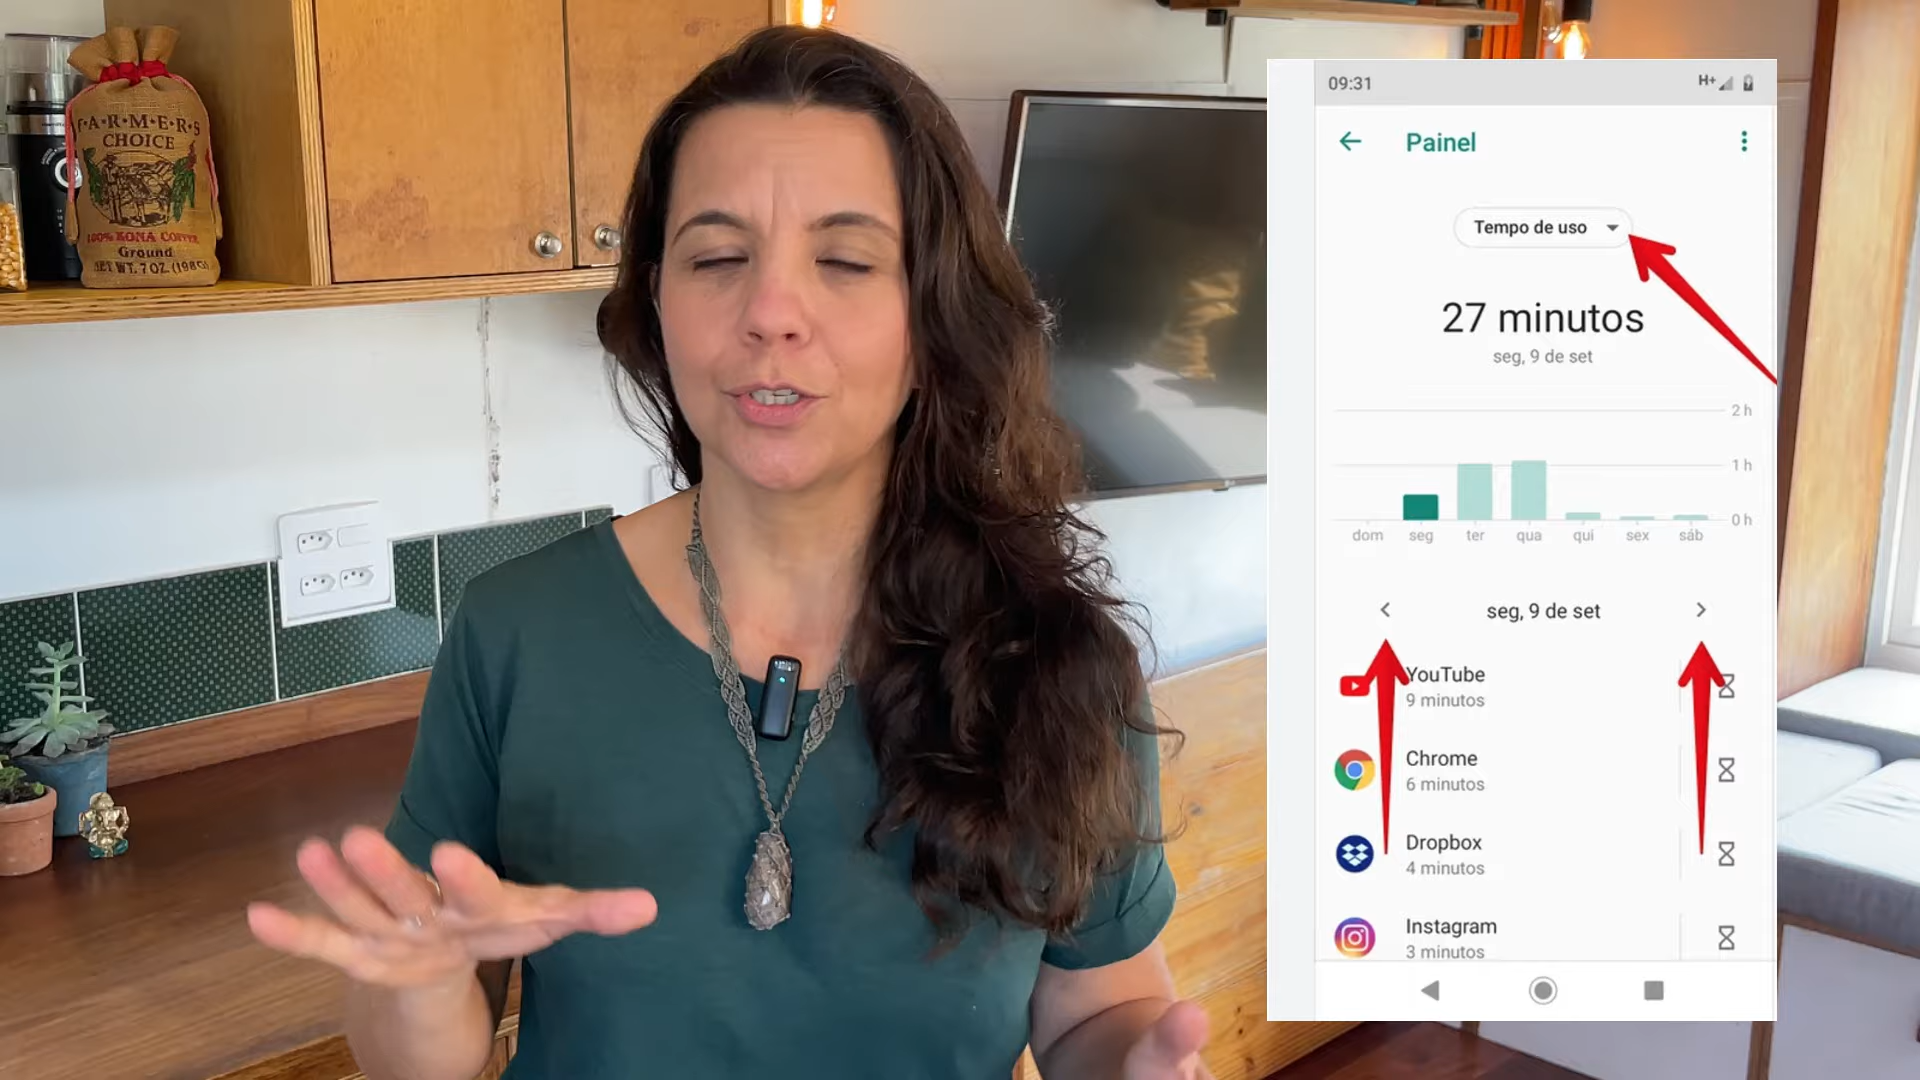 F·A·R·M·E·R·S
CHOICE
100% KONA COFFEE
Ground
NET WT. 7 OZ. (198G)
09:31
H+
Painel
Tempo de uso
27 minutos
seg, 9 de set
2 h
1 h
0 h
dom seg ter qua qui sex sáb
seg, 9 de set
YouTube
9 minutos
Chrome
6 minutos
Dropbox
4 minutos
Instagram
3 minutos